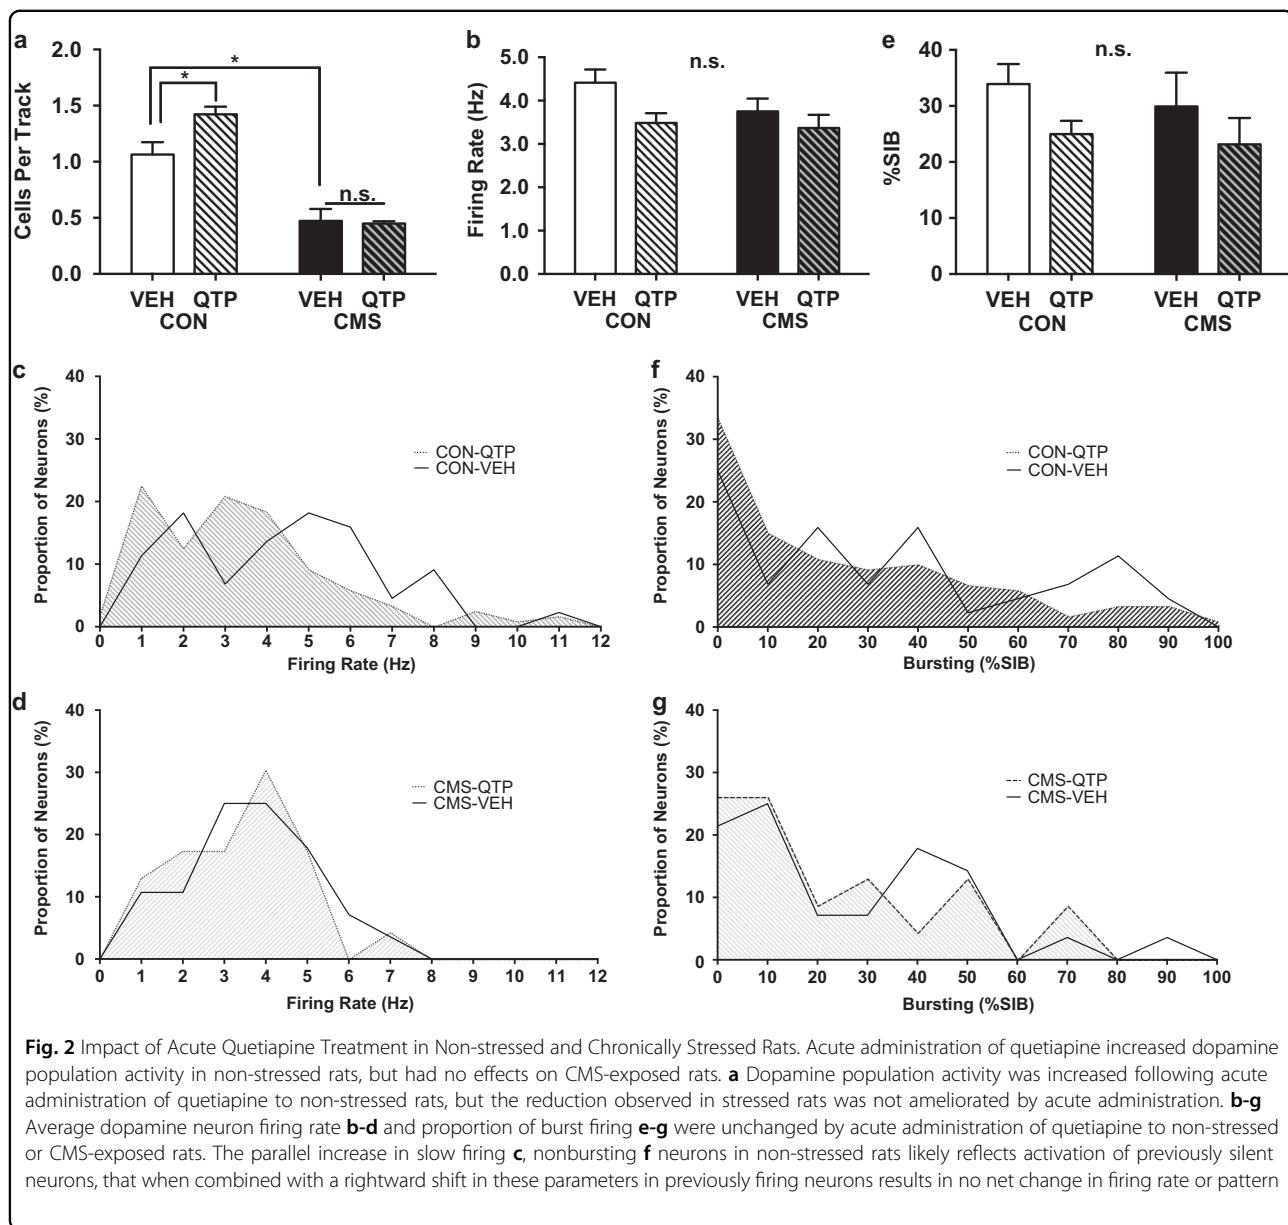 a
2.0
1.5
1.0
0.5
0.0
Cells Per Track
*
*
n.s.
VEH QTP VEH QTP
CON CMS
b
5.0
4.0
3.0
2.0
1.0
0.0
Firing Rate (Hz)
n.s.
VEH QTP VEH QTP
CON CMS
e
40
30
20
10
0
%SIB
n.s.
VEH QTP VEH QTP
CON CMS
c
40
30
20
10
0
Proportion of Neurons (%)
CON-QTP
CON-VEH
0 1 2 3 4 5 6 7 8 9 10 11 12
Firing Rate (Hz)
f
40
30
20
10
0
Proportion of Neurons (%)
CON-QTP
CON-VEH
0 10 20 30 40 50 60 70 80 90 100
Bursting (%SIB)
d
40
30
20
10
0
Proportion of Neurons (%)
CMS-QTP
CMS-VEH
0 1 2 3 4 5 6 7 8 9 10 11 12
Firing Rate (Hz)
g
40
30
20
10
0
Proportion of Neurons (%)
CMS-QTP
CMS-VEH
0 10 20 30 40 50 60 70 80 90 100
Bursting (%SIB)
Fig. 2 Impact of Acute Quetiapine Treatment in Non-stressed and Chronically Stressed Rats. Acute administration of quetiapine increased dopamine
population activity in non-stressed rats, but had no effects on CMS-exposed rats. a Dopamine population activity was increased following acute
administration of quetiapine to non-stressed rats, but the reduction observed in stressed rats was not ameliorated by acute administration. b-g
Average dopamine neuron firing rate b-d and proportion of burst firing e-g were unchanged by acute administration of quetiapine to non-stressed
or CMS-exposed rats. The parallel increase in slow firing c, nonbursting f neurons in non-stressed rats likely reflects activation of previously silent
neurons, that when combined with a rightward shift in these parameters in previously firing neurons results in no net change in firing rate or pattern